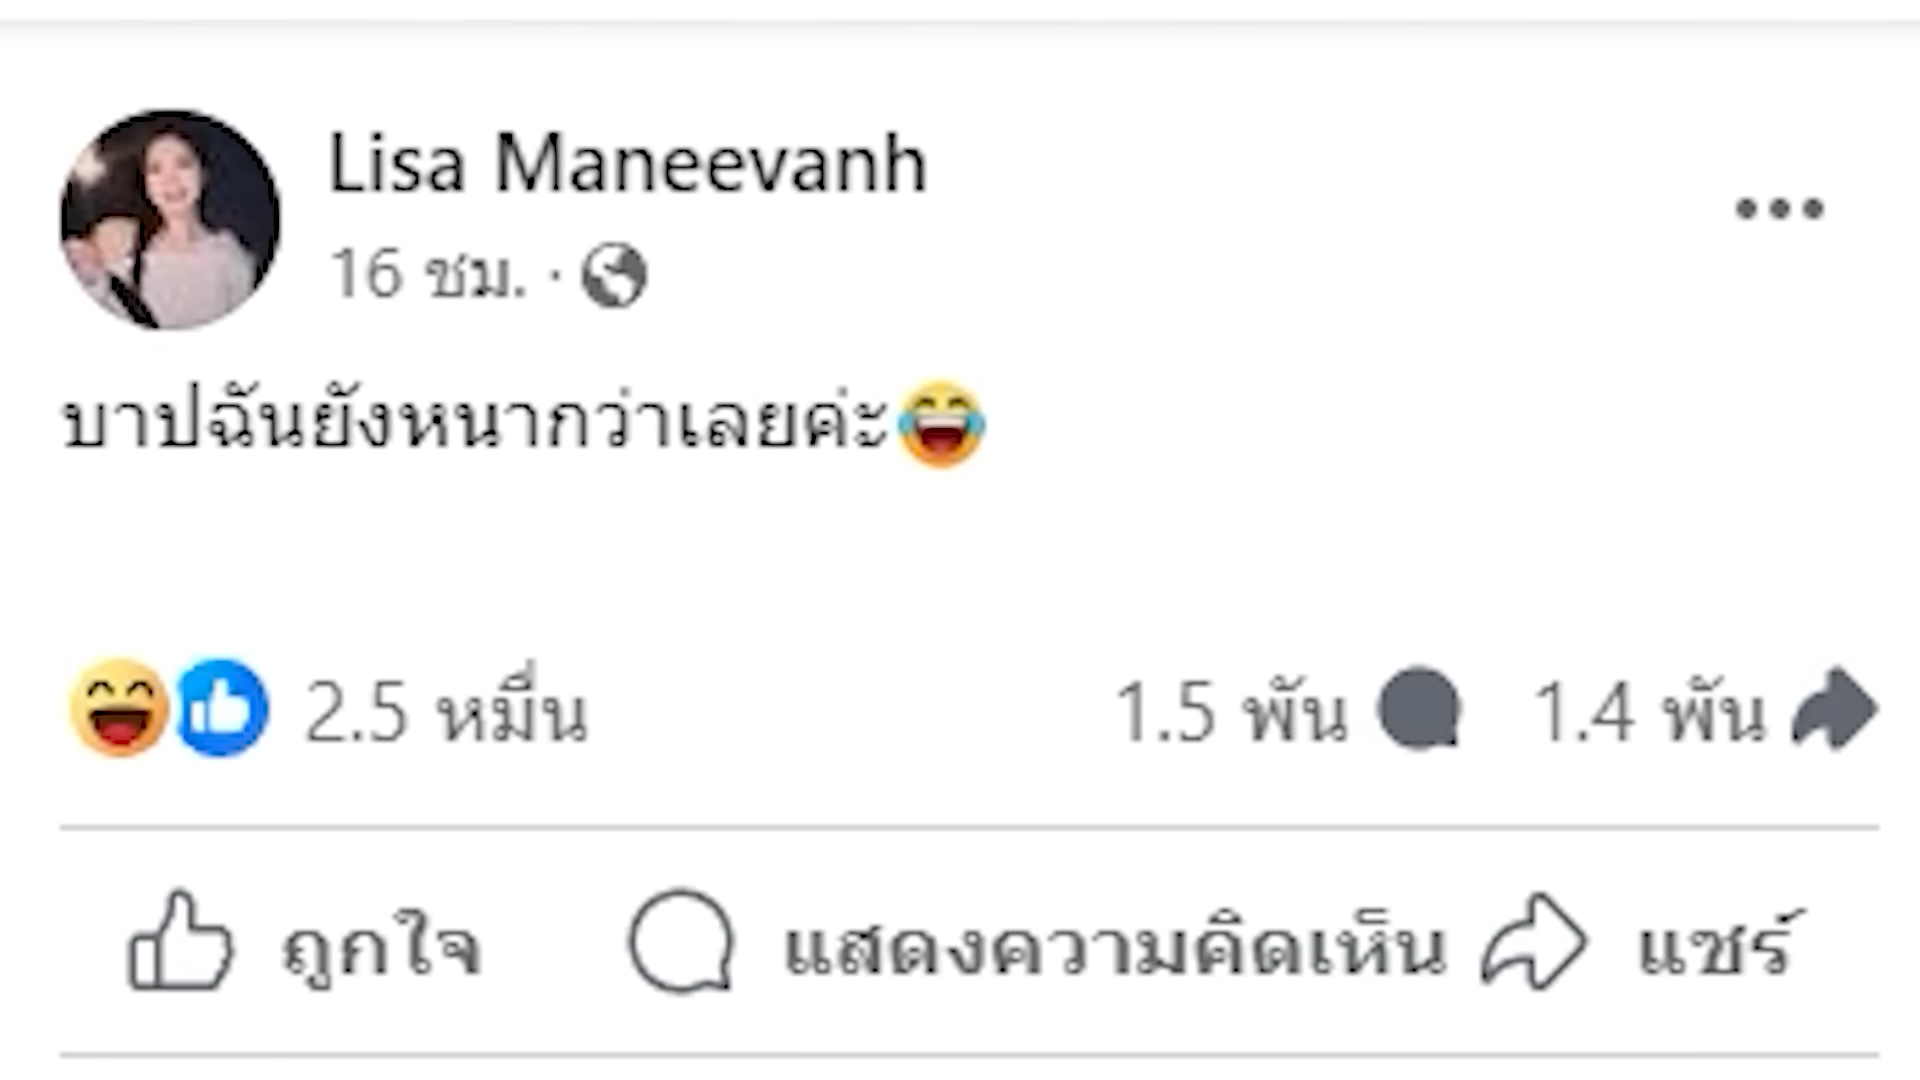 Lisa Maneevanh
16 ชม. ·
บาปฉันยังหนากว่าเลยค่ะ😂
2.5 หมื่น 1.5 พัน 1.4 พัน
ถูกใจ แสดงความคิดเห็น แชร์